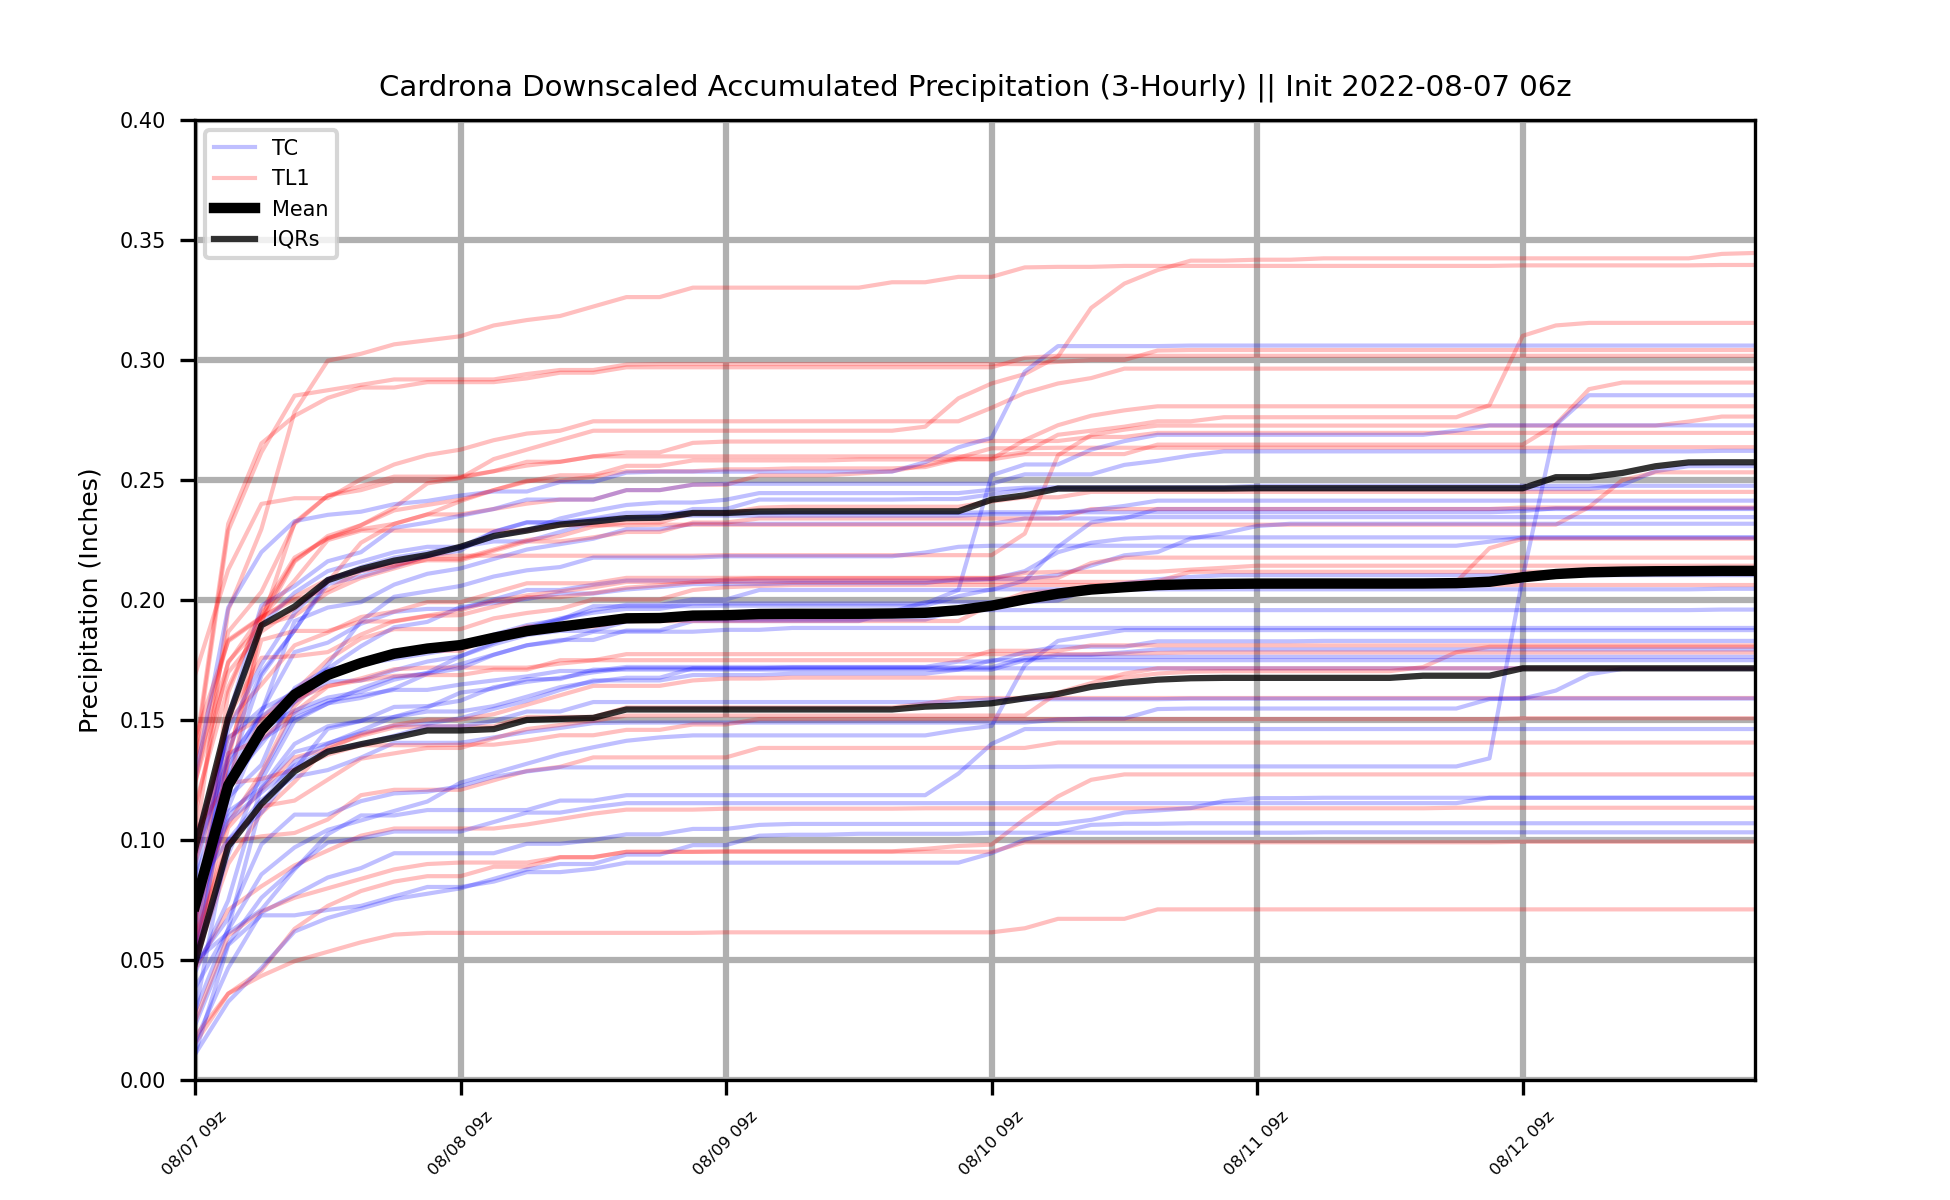 Cardrona Downscaled Accumulated Precipitation (3-Hourly) || Init 2022-08-07 06z
0.40
0.35
0.30
0.25
0.20
0.15
0.10
0.05
0.00
Precipitation (Inches)
TC
TL1
Mean
IQRs
08/07 09z
08/08 09z
08/09 09z
08/10 09z
08/11 09z
08/12 09z